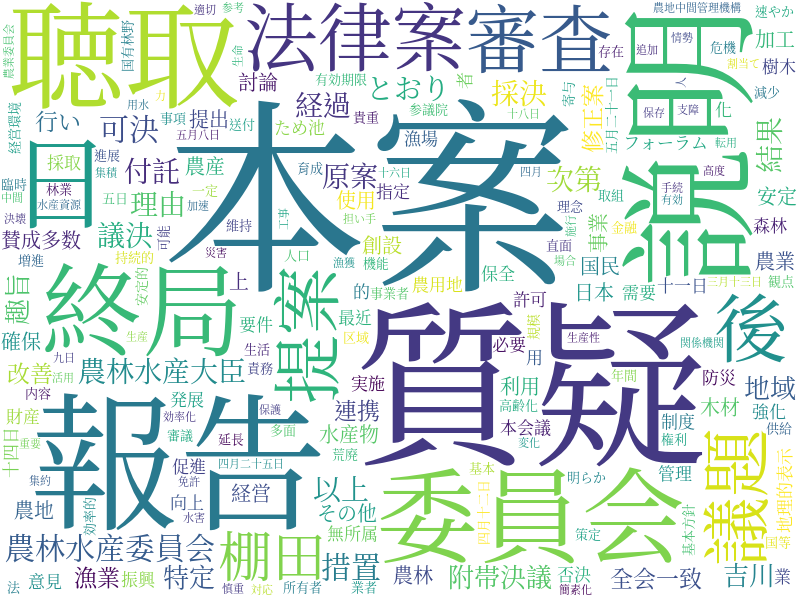 農業委員会
適切
参考
国有林野
生命
聴取
法律案
審査
農地中間管理機構
速やか
存在
追加
情勢
危機
割当て
加工
樹木
人
減少
説明
有効期限
とおり
者
参議院
討論
経過
採決
寄与
五月二十一日
修正案
保存
支障
化
フォーラム
転用
結果
経営環境
用水
力
事項
提出
五月八日
送付
貴重
ため池
漁場
十八日
行い
可決
採取
進展
集積
付託
農産
育成
十六日
四月
原案
指定
次第
取組
高度
手続
有効
安定
臨時
中間
林業
水産資源
五日
一定
加速
理由
工事
維持
担い手
使用
理念
施行
事業
金融
森林
決壊
賛成多数
議決
可能
災害
人口
漁獲
機能
創設
直面
場合
国民
農業
増進
持続的
安定的
日
本案
三月十三日
観点
趣旨
終局
提案
上
的
事業者
農用地
保全
日本
需要
十一日
確保
生産
要件
最近
区域
許可
規模
必要
生産性
用
関係機関
後
九日
活用
改善
農林水産大臣
生活
責務
実施
質疑
利用
高齢化
年間
防災
地域
内容
財産
効率化
発展
保護
連携
本会議
変化
木材
制度
権利
強化
供給
十四日
重要
審議
延長
多面
水産物
報告
荒廃
促進
免許
四月二十五日
基本
明らか
管理
委員会
四月十二日
議題
地理的表示
集約
効率的
向上
水害
経営
以上
その他
無所属
策定
基本方針
国等
農地
農林水産委員会
棚田
措置
法
意見
漁業
振興
特定
慎重
対応
所有者
業者
農林
附帯決議
否決
簡素化
全会一致
吉川
業